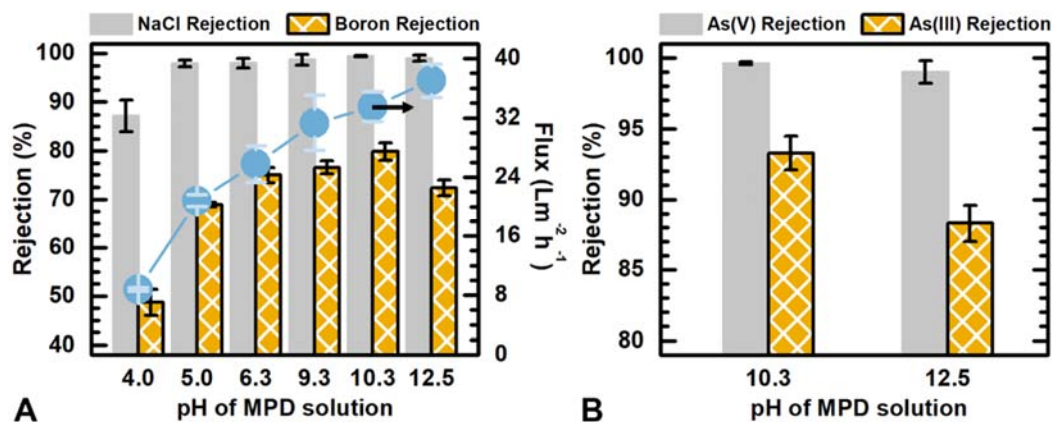 NaCl Rejection Boron Rejection
100
90
80
70
60
50
40
Rejection (%)
40
32
24
16
8
0
Flux (Lm⁻²h⁻¹)
4.0 5.0 6.3 9.3 10.3 12.5
pH of MPD solution
A
As(V) Rejection As(III) Rejection
100
95
90
85
80
Rejection (%)
10.3 12.5
pH of MPD solution
B